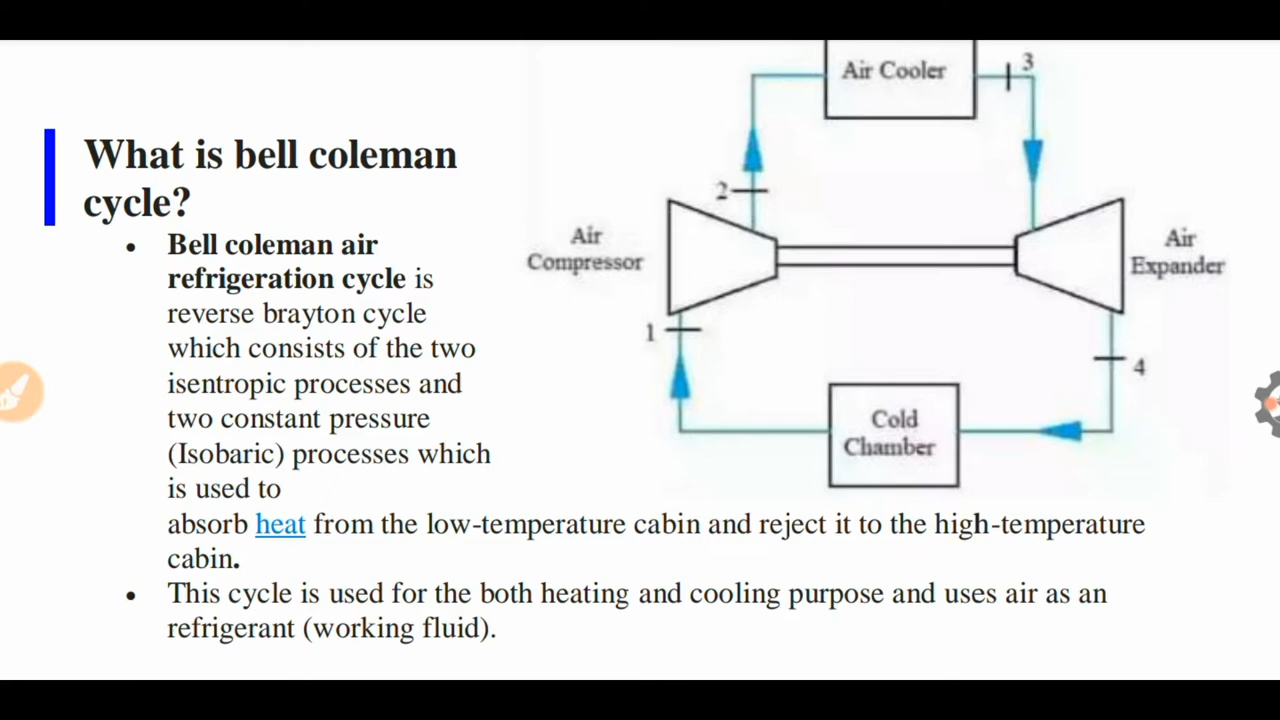 What is bell coleman
cycle?
• Bell coleman air
refrigeration cycle is
reverse brayton cycle
which consists of the two
isentropic processes and
two constant pressure
(Isobaric) processes which
is used to
absorb heat from the low-temperature cabin and reject it to the high-temperature
cabin.
• This cycle is used for the both heating and cooling purpose and uses air as an
refrigerant (working fluid).
Air Cooler
3
2
Air
Compressor
Air
Expander
1
4
Cold
Chamber